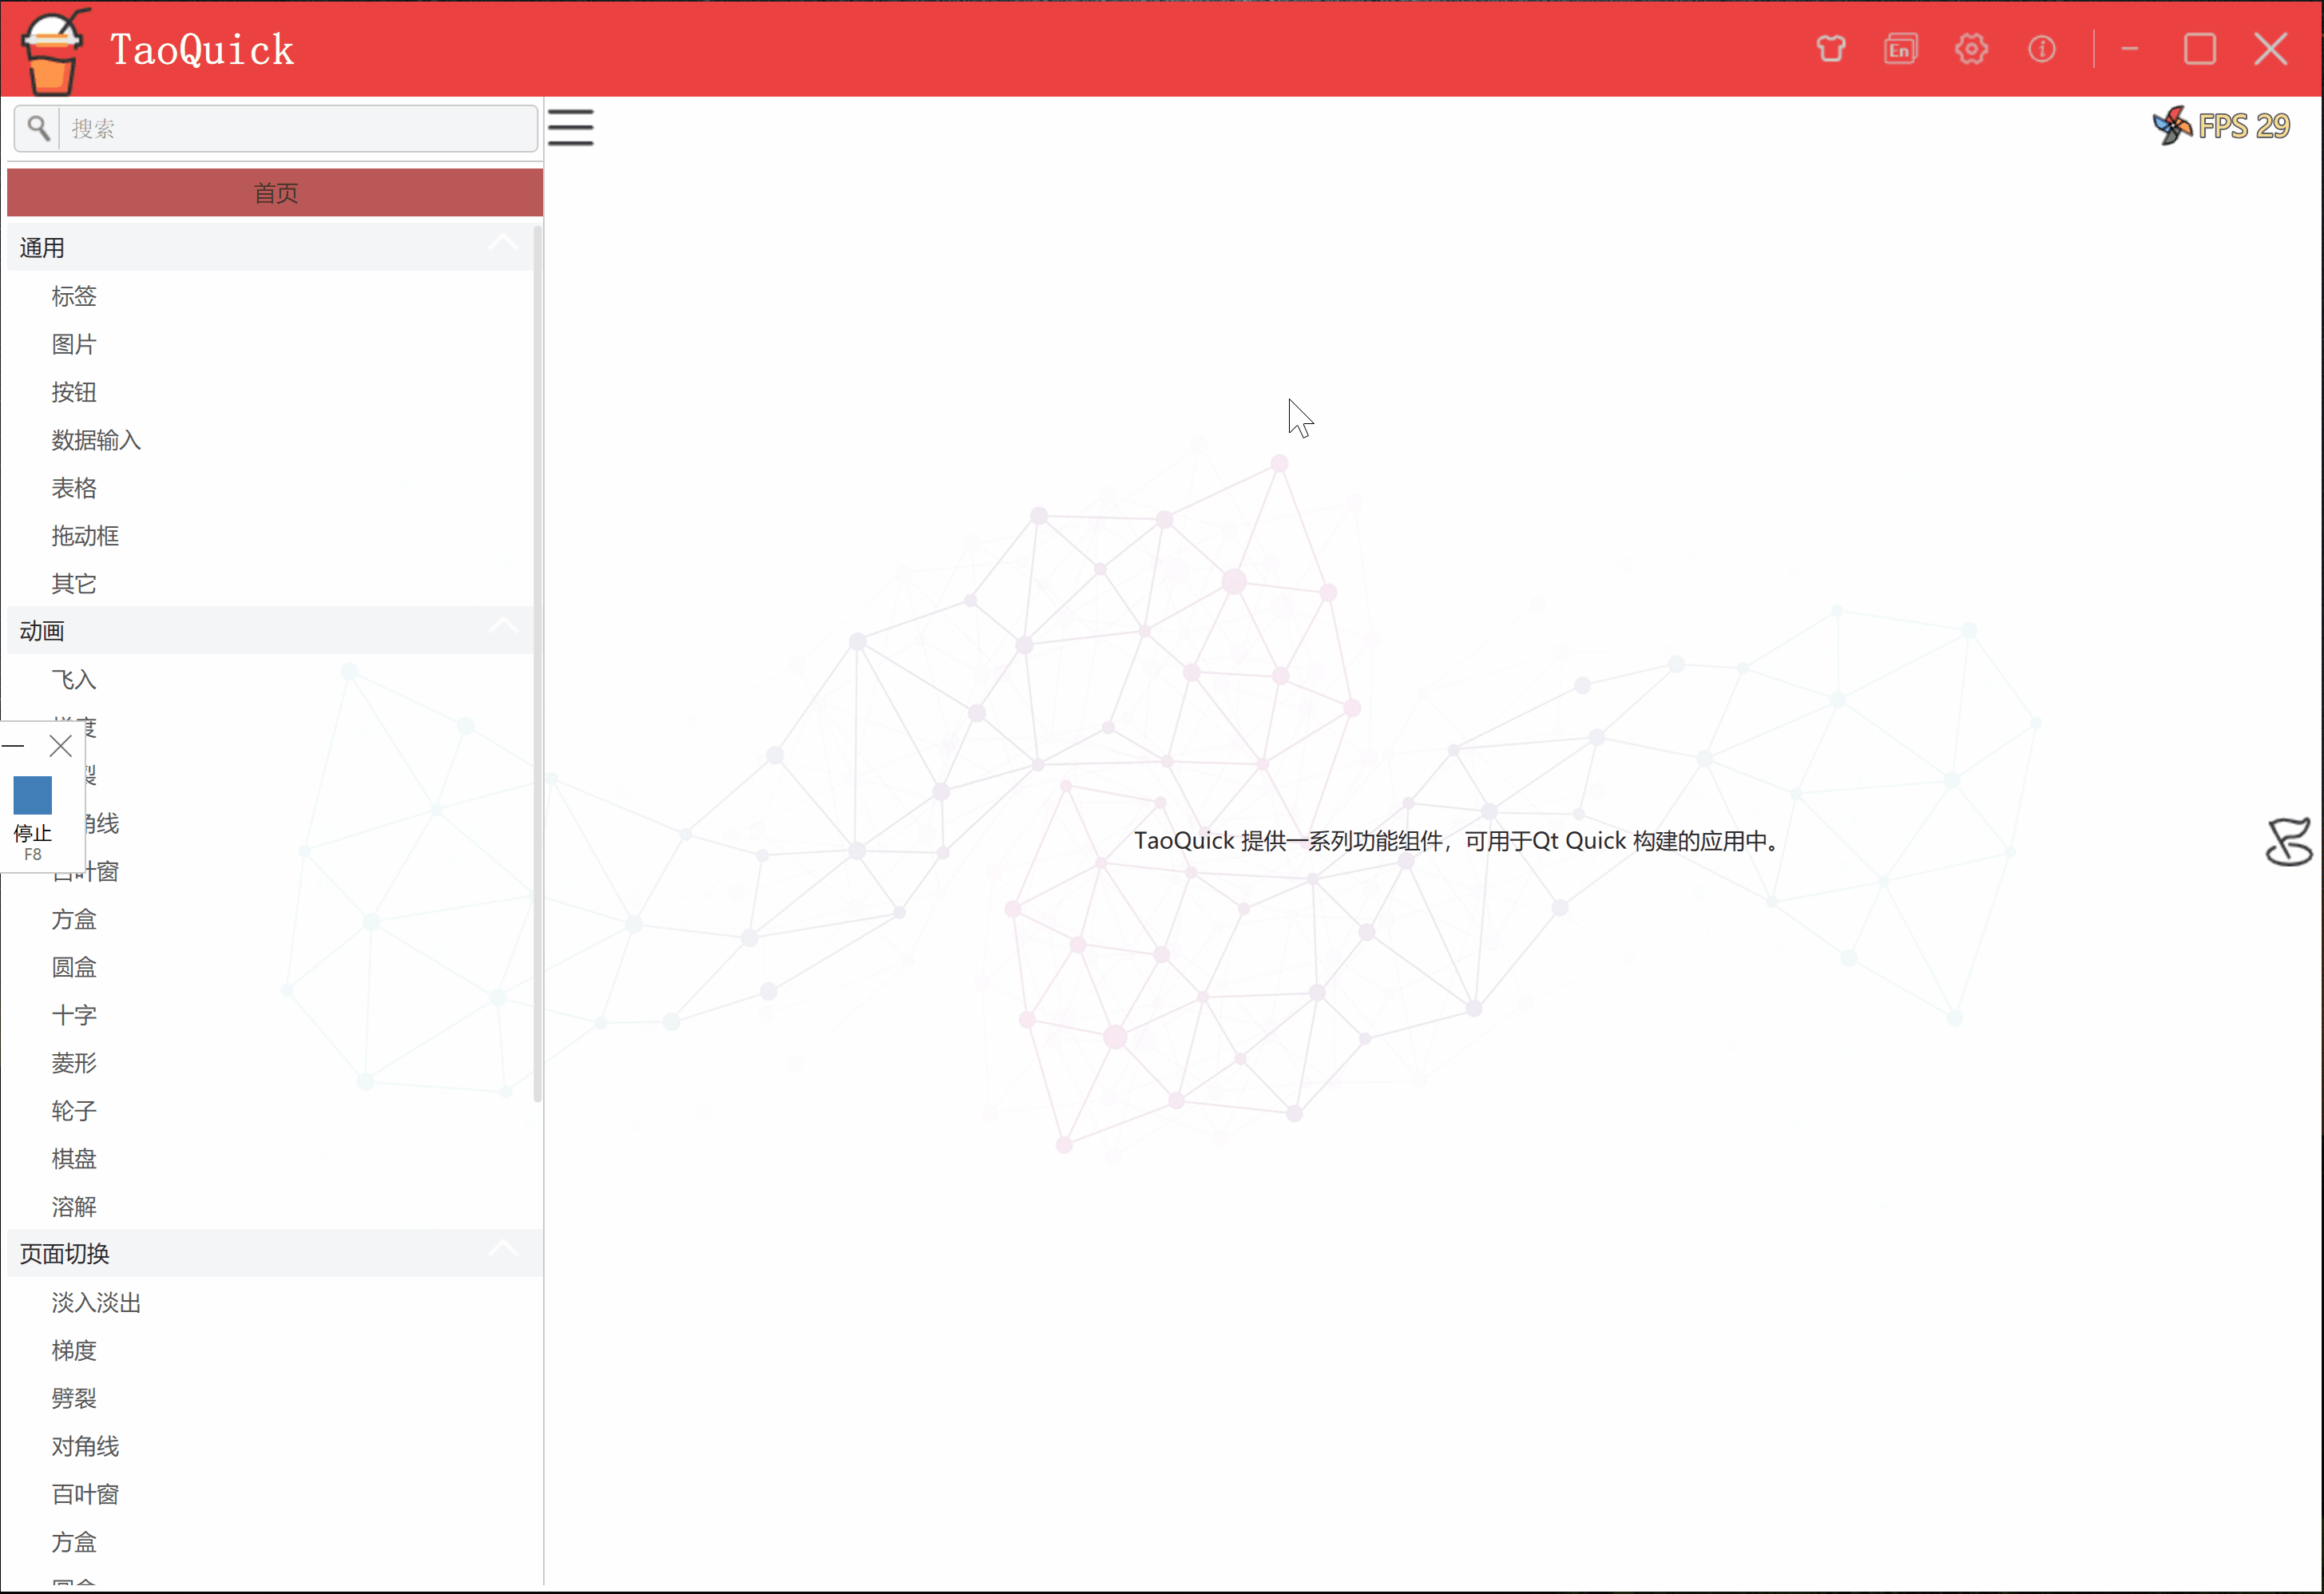 TaoQuick
En
搜索
FPS 29
首页
通用
标签
图片
按钮
数据输入
表格
拖动框
其它
动画
飞入
度
裂
角线
停止
F8
百叶窗
方盒
圆盒
十字
菱形
轮子
棋盘
溶解
页面切换
淡入淡出
梯度
劈裂
对角线
百叶窗
方盒
TaoQuick 提供一系列功能组件，可用于Qt Quick 构建的应用中。